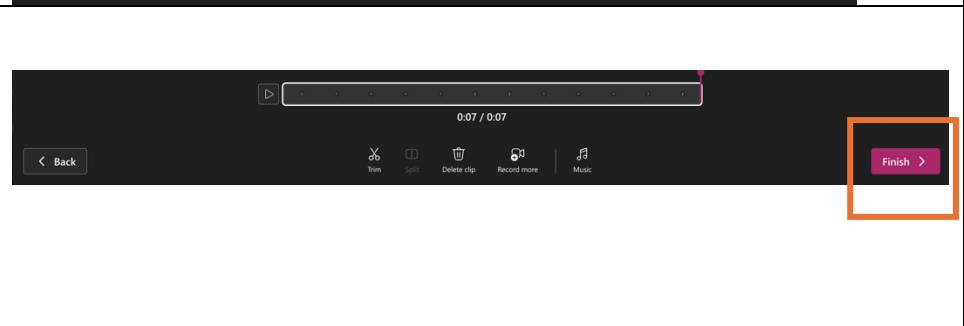 0:07 / 0:07
Back
Trim
Split
Delete clip
Record more
Music
Finish